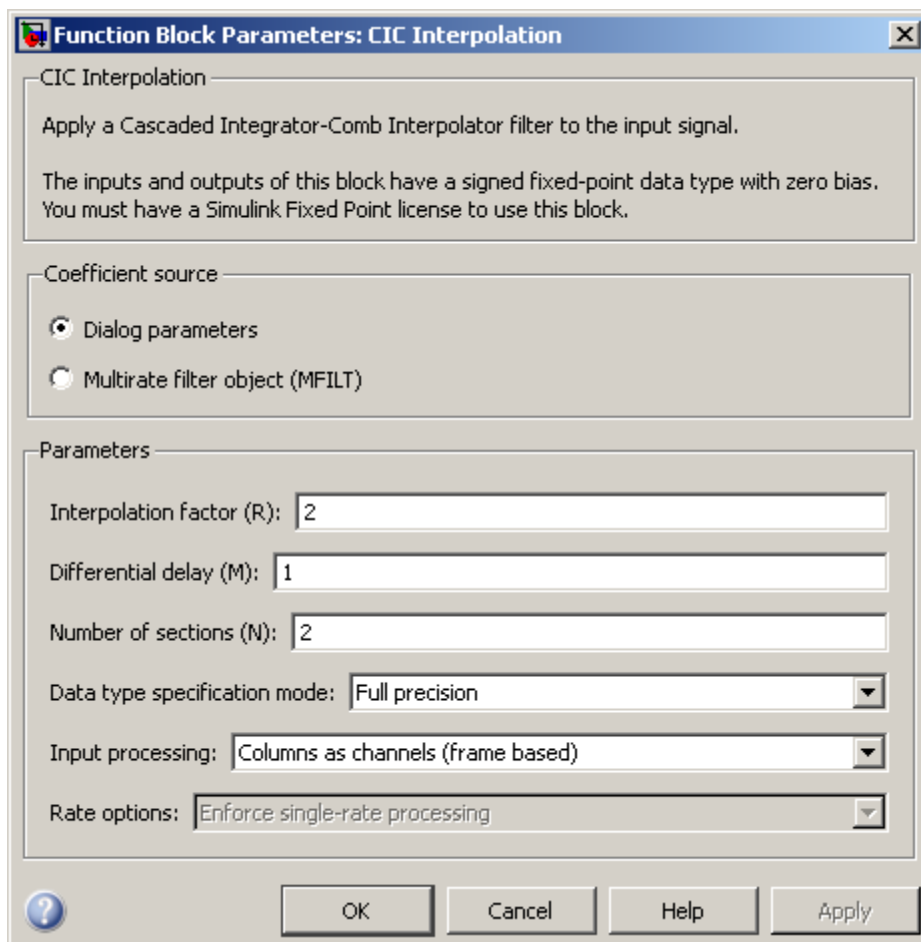 Function Block Parameters: CIC Interpolation
CIC Interpolation
Apply a Cascaded Integrator-Comb Interpolator filter to the input signal.
The inputs and outputs of this block have a signed fixed-point data type with zero bias.
You must have a Simulink Fixed Point license to use this block.
Coefficient source
Dialog parameters
Multirate filter object (MFILT)
Parameters
Interpolation factor (R): 2
Differential delay (M): 1
Number of sections (N): 2
Data type specification mode: Full precision
Input processing: Columns as channels (frame based)
Rate options: Enforce single-rate processing
? OK Cancel Help Apply